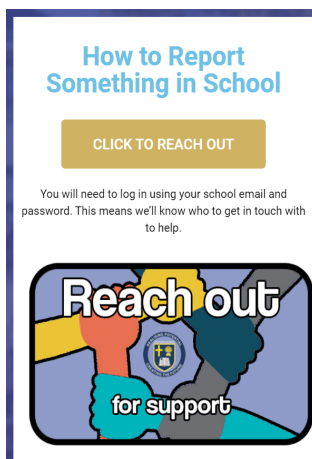 How to Report
Something in School
CLICK TO REACH OUT
You will need to log in using your school email and
password. This means we'll know who to get in touch with
to help.
Reach out
for support